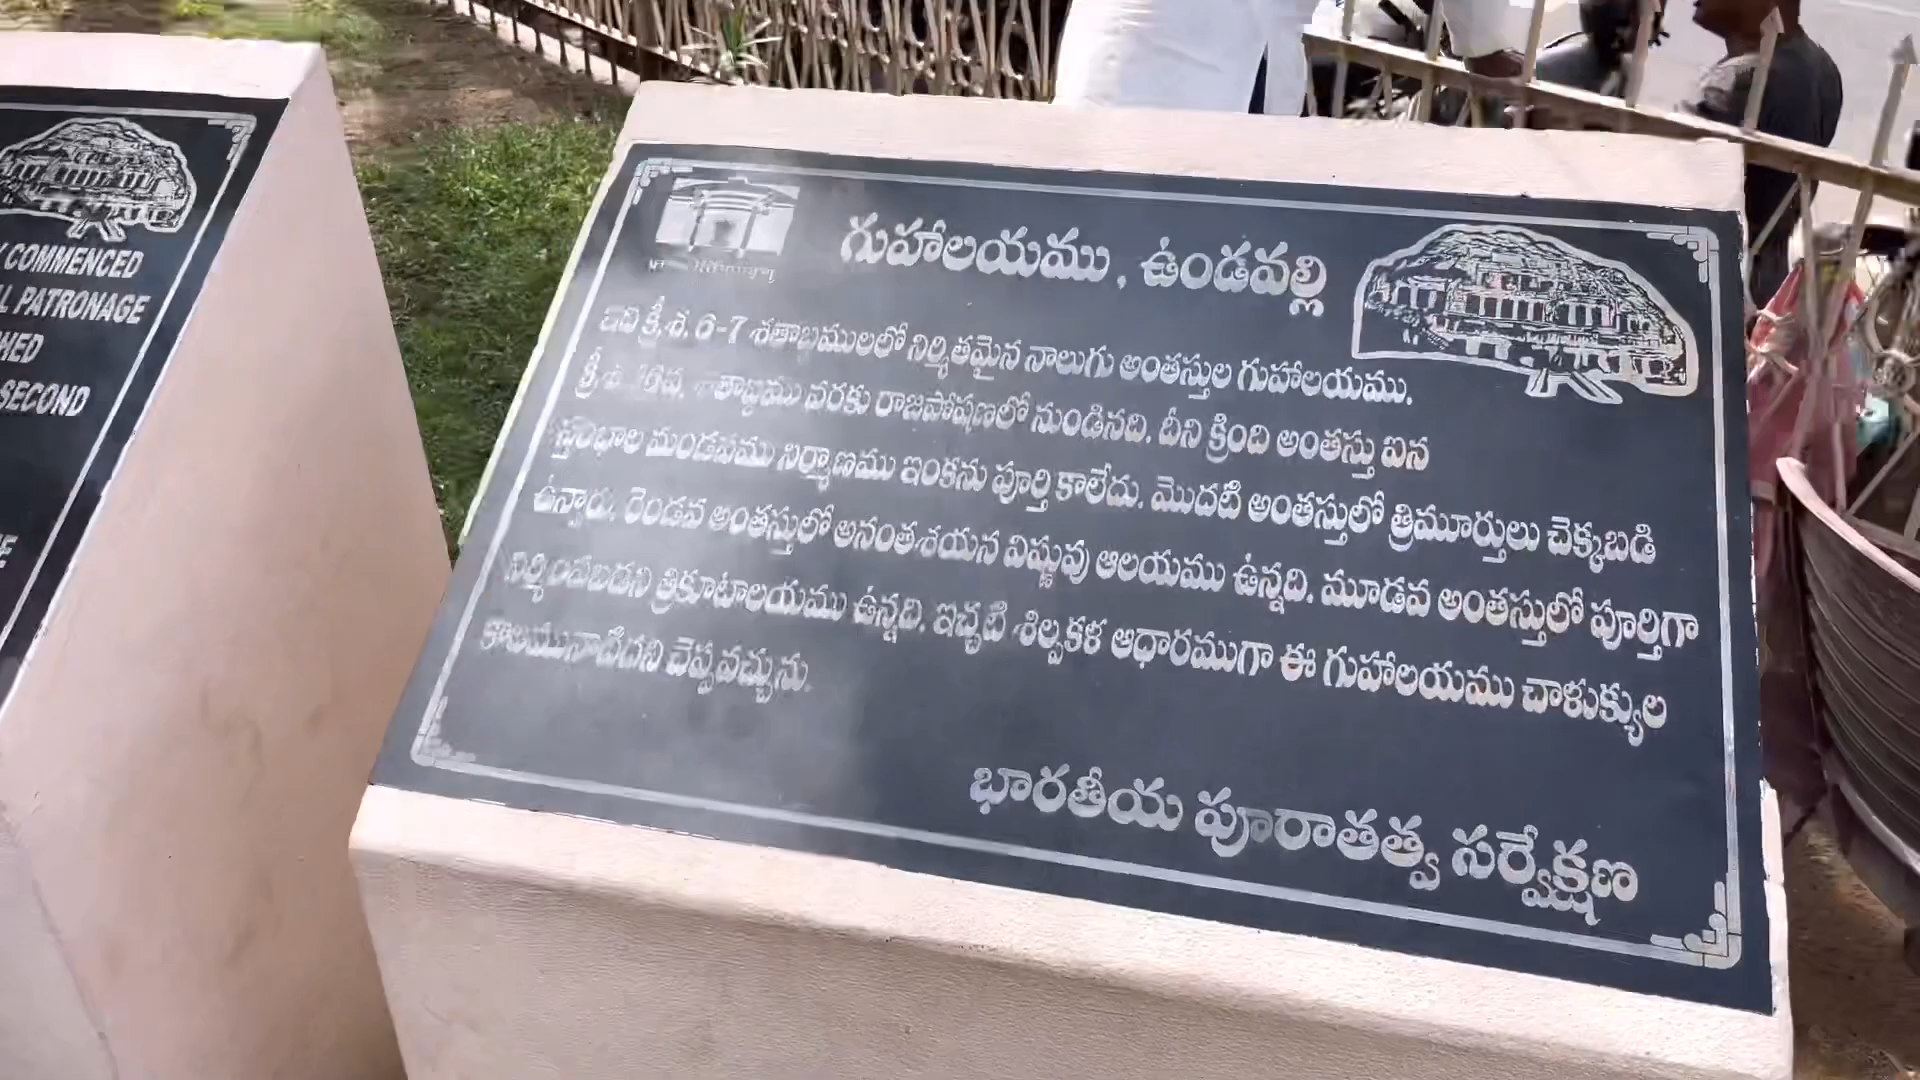 COMMENCED
PATRONAGE
SECOND
గుహాలయము, ఉండవల్లి
ఇది క్రీ.శ. 6-7 శతాబ్దములలో నిర్మితమైన నాలుగు అంతస్తుల గుహాలయము.
క్రీ.శ. శతాబ్దము వరకు రాజపోషణలో నుండినది. దీని క్రింది అంతస్తు ఐన
స్తంభాల మండపము నిర్మాణము ఇంకను పూర్తి కాలేదు. మొదటి అంతస్తులో త్రిమూర్తులు చెక్కబడి
ఉన్నారు. రెండవ అంతస్తులో అనంతశయన విష్ణువు ఆలయము ఉన్నది. మూడవ అంతస్తులో పూర్తిగా
నిర్మించబడని త్రికూటాలయము ఉన్నది. ఇచ్చటి శిల్పకళ ఆధారముగా ఈ గుహాలయము చాళుక్యుల
కాలమునాటిదని చెప్పవచ్చును.
భారతీయ పూరాతత్వ సర్వేక్షణ